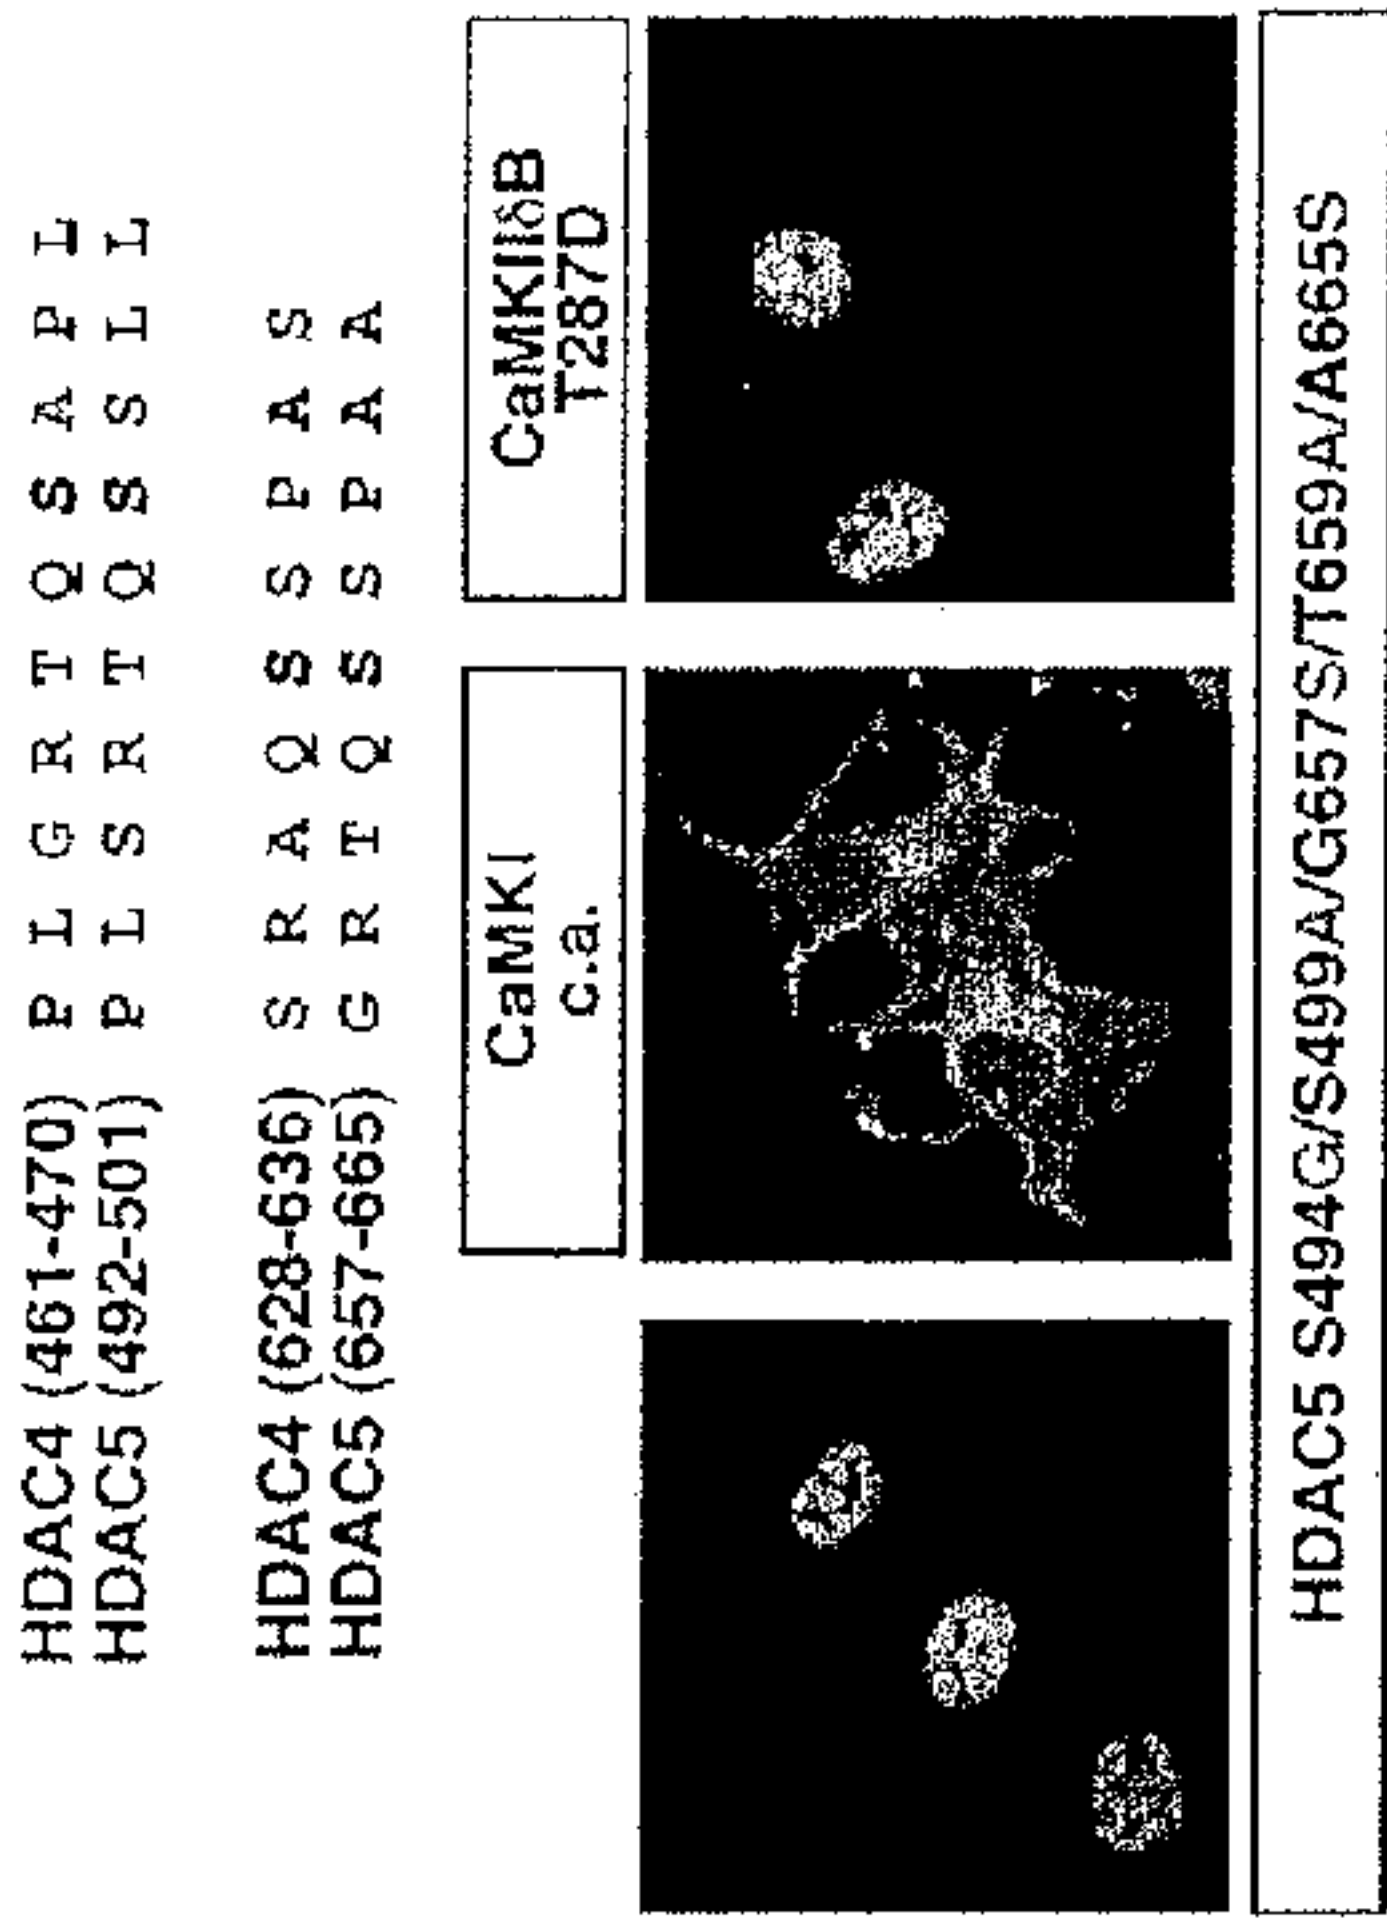 HDAC4 (461-470) P L G R T Q S A P L
HDAC5 (492-501) P L S R T Q S S L L
HDAC4 (628-636) S R A Q S S P A S
HDAC5 (657-665) G R T Q S S P A A
CaMKI
c.a.
CaMKIIδB
T287D
HDAC5 S494G/S499A/G657S/T659A/A665S